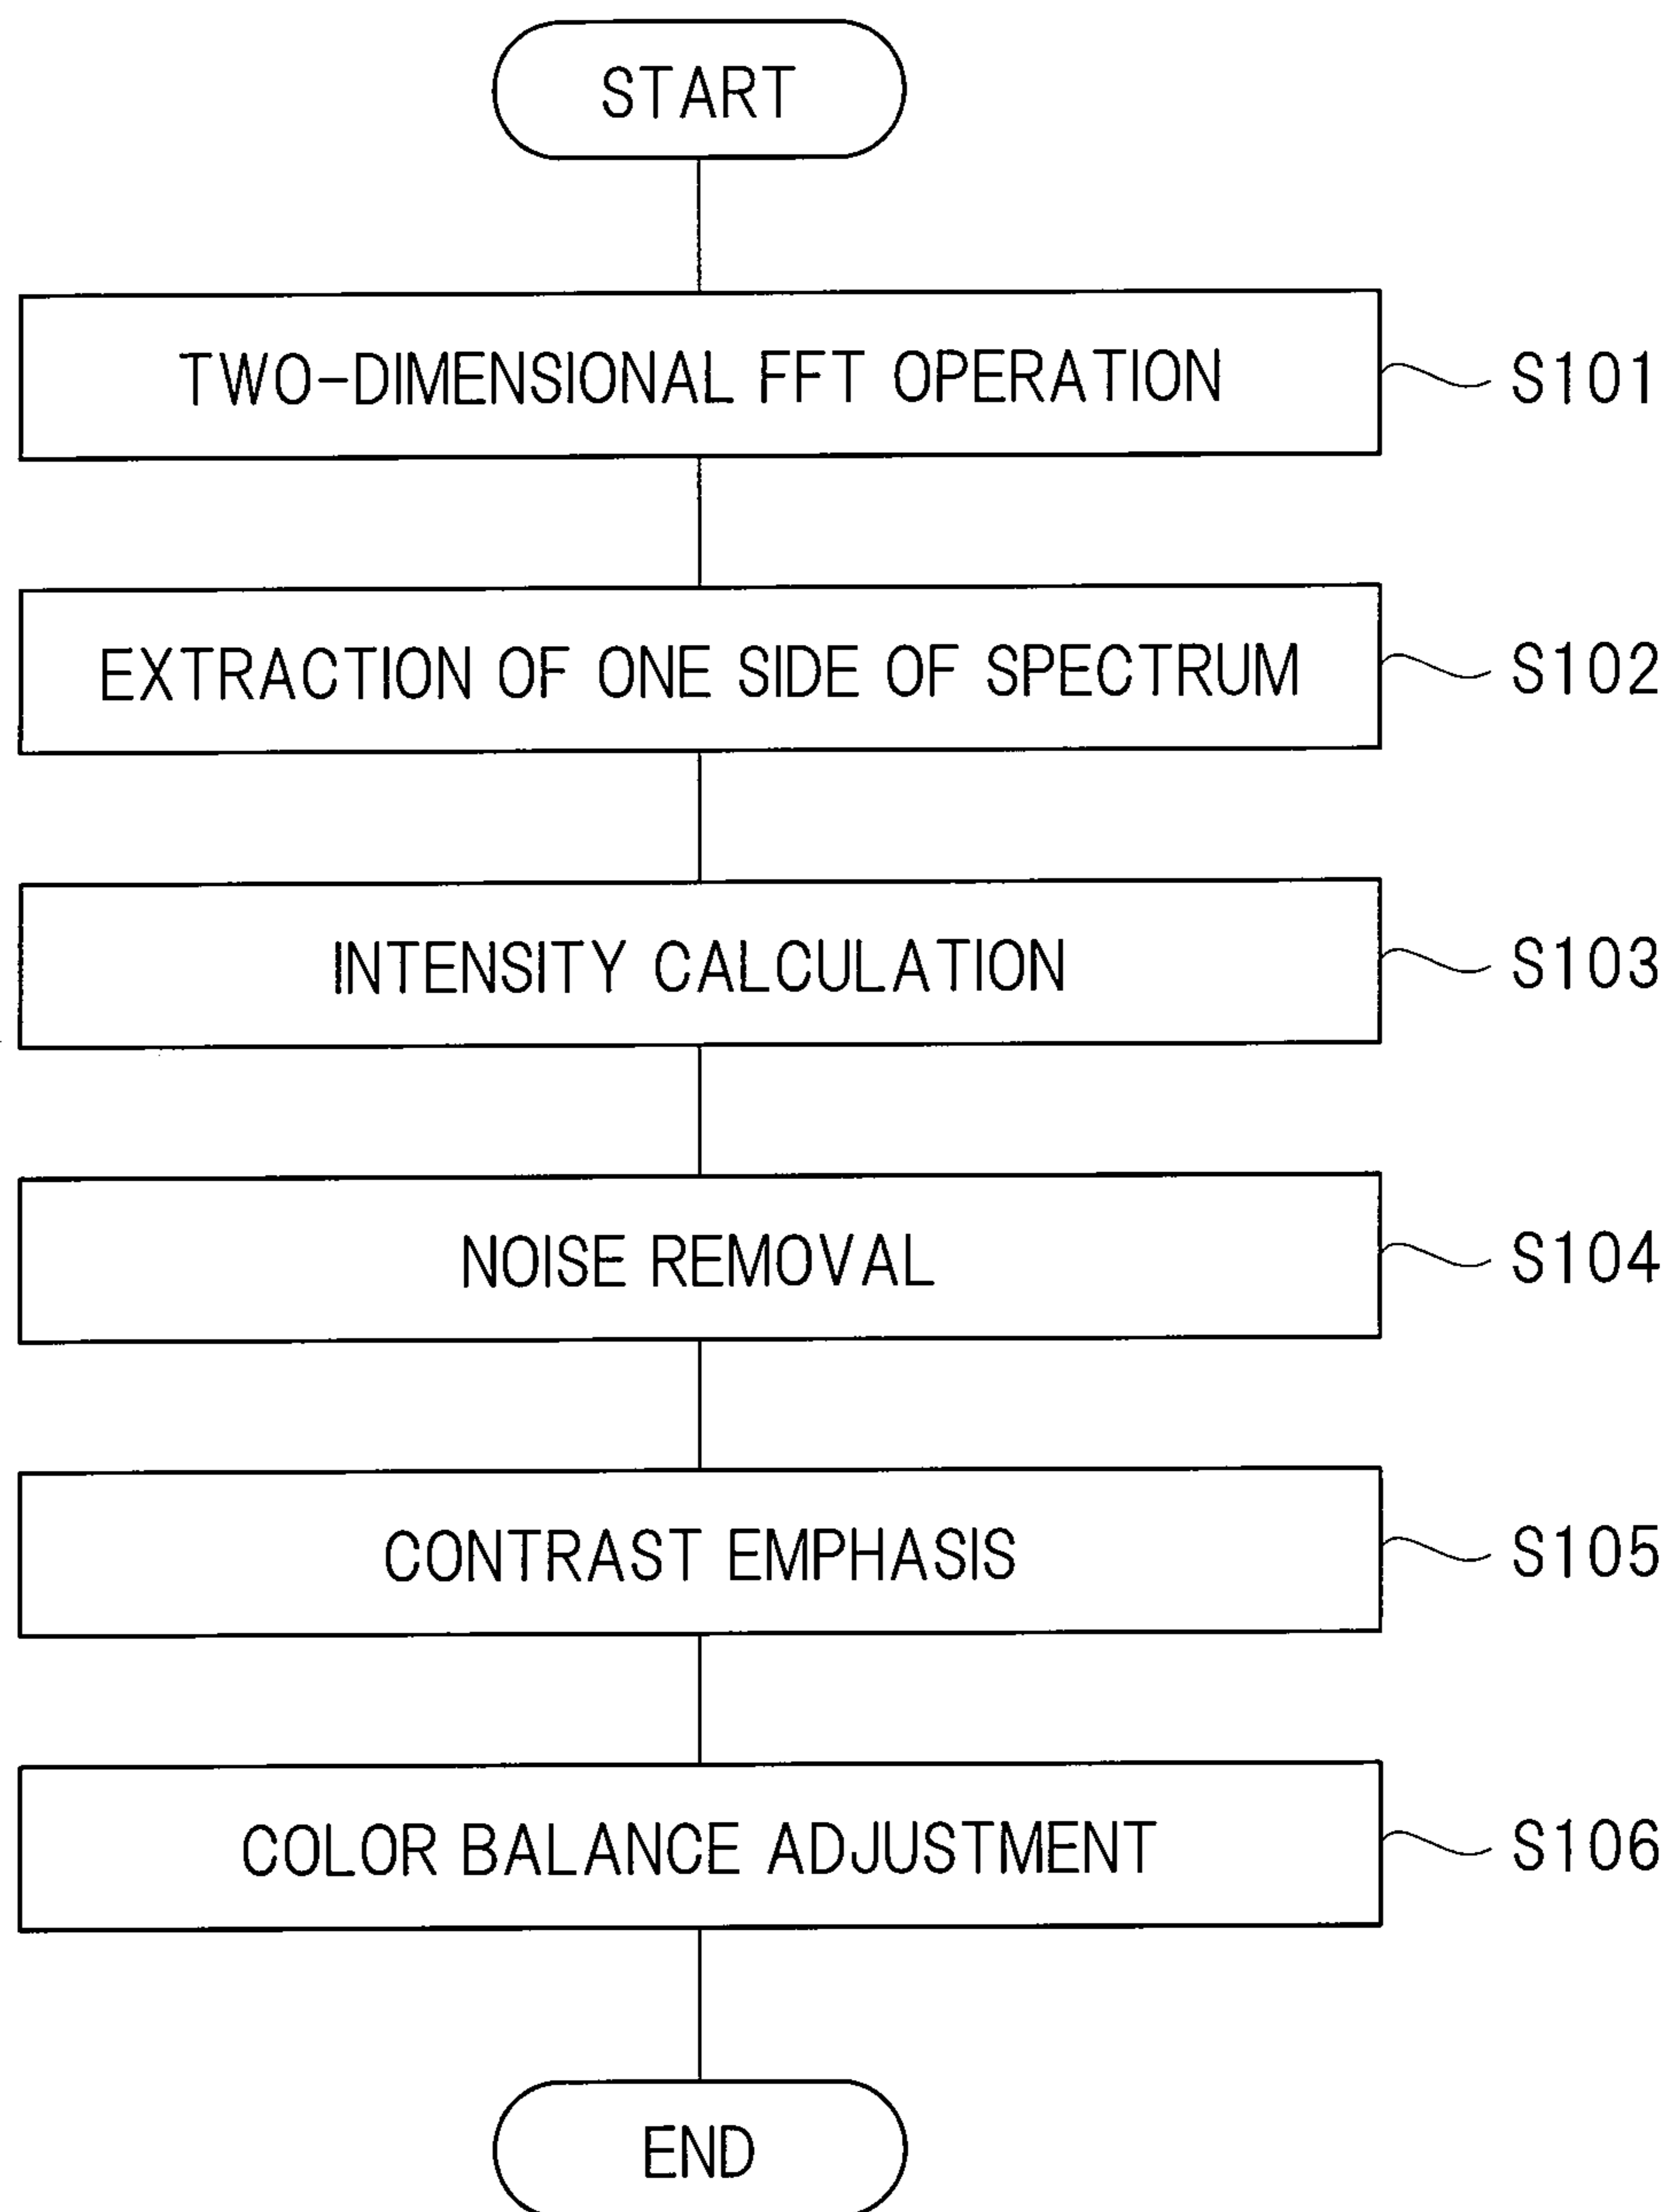 START
TWO-DIMENSIONAL FFT OPERATION S101
EXTRACTION OF ONE SIDE OF SPECTRUM S102
INTENSITY CALCULATION S103
NOISE REMOVAL S104
CONTRAST EMPHASIS S105
COLOR BALANCE ADJUSTMENT S106
END